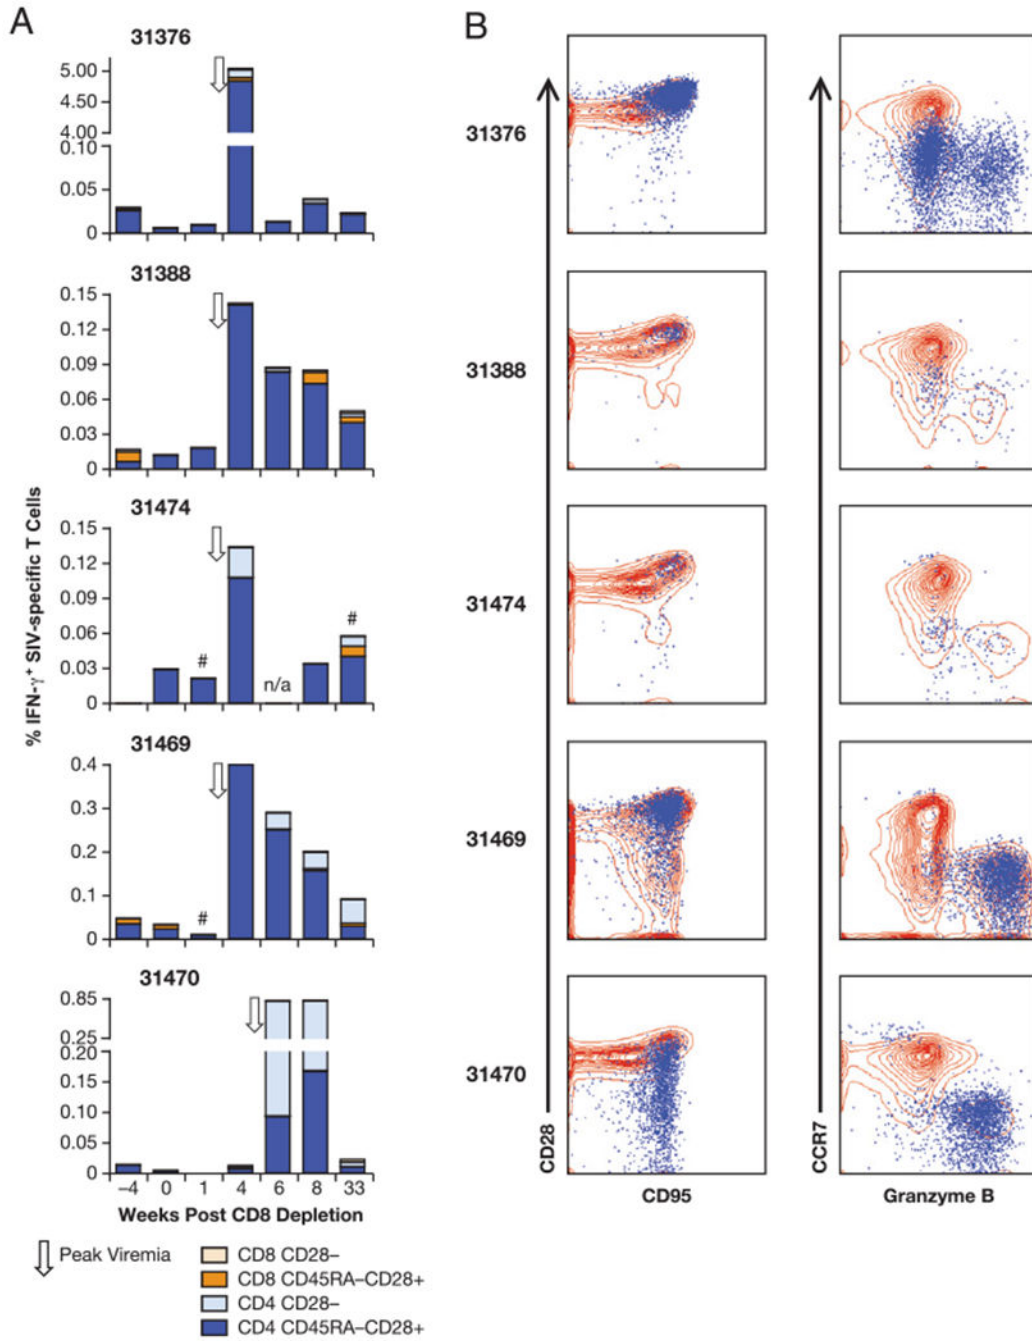 A
31376
5.00
4.50
4.00
0.10
0.05
0
31388
0.15
0.12
0.09
0.06
0.03
0
31474
0.15
0.12
0.09
0.06
0.03
0
#
n/a
#
31469
0.4
0.3
0.2
0.1
0
#
31470
0.85
0.25
0.20
0.15
0.10
0.05
0
–4 0 1 4 6 8 33
Weeks Post CD8 Depletion
% IFN-γ+ SIV-specific T Cells
Peak Viremia
CD8 CD28–
CD8 CD45RA–CD28+
CD4 CD28–
CD4 CD45RA–CD28+
B
31376
31388
31474
31469
31470
CD28
CCR7
CD95
Granzyme B